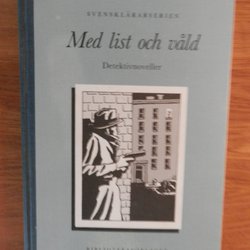 SVENSKLÄRARSERIEN
Med list och våld
Detektivnoveller